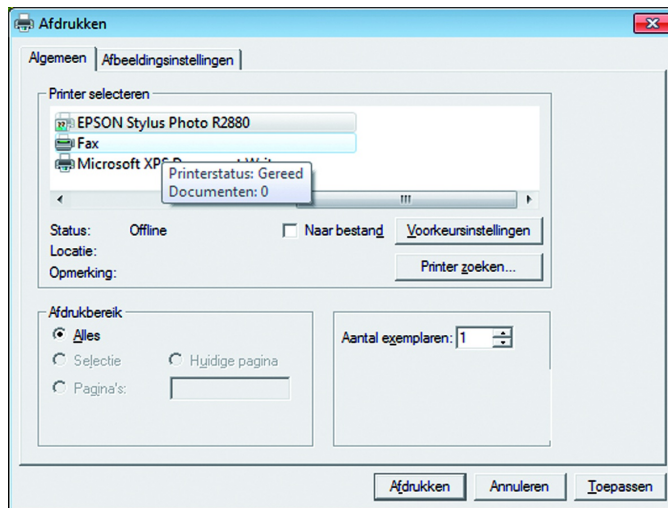 Afdrukken
Algemeen Afbeeldingsinstellingen
Printer selecteren
EPSON Stylus Photo R2880
Fax
Microsoft XPS
Printerstatus: Gereed
Documenten: 0
Status: Offline Naar bestand Voorkeursinstellingen
Locatie:
Opmerking: Printer zoeken...
Afdrukbereik
Alles Aantal exemplaren: 1
Selectie Huidige pagina
Pagina's:
Afdrukken Annuleren Toepassen